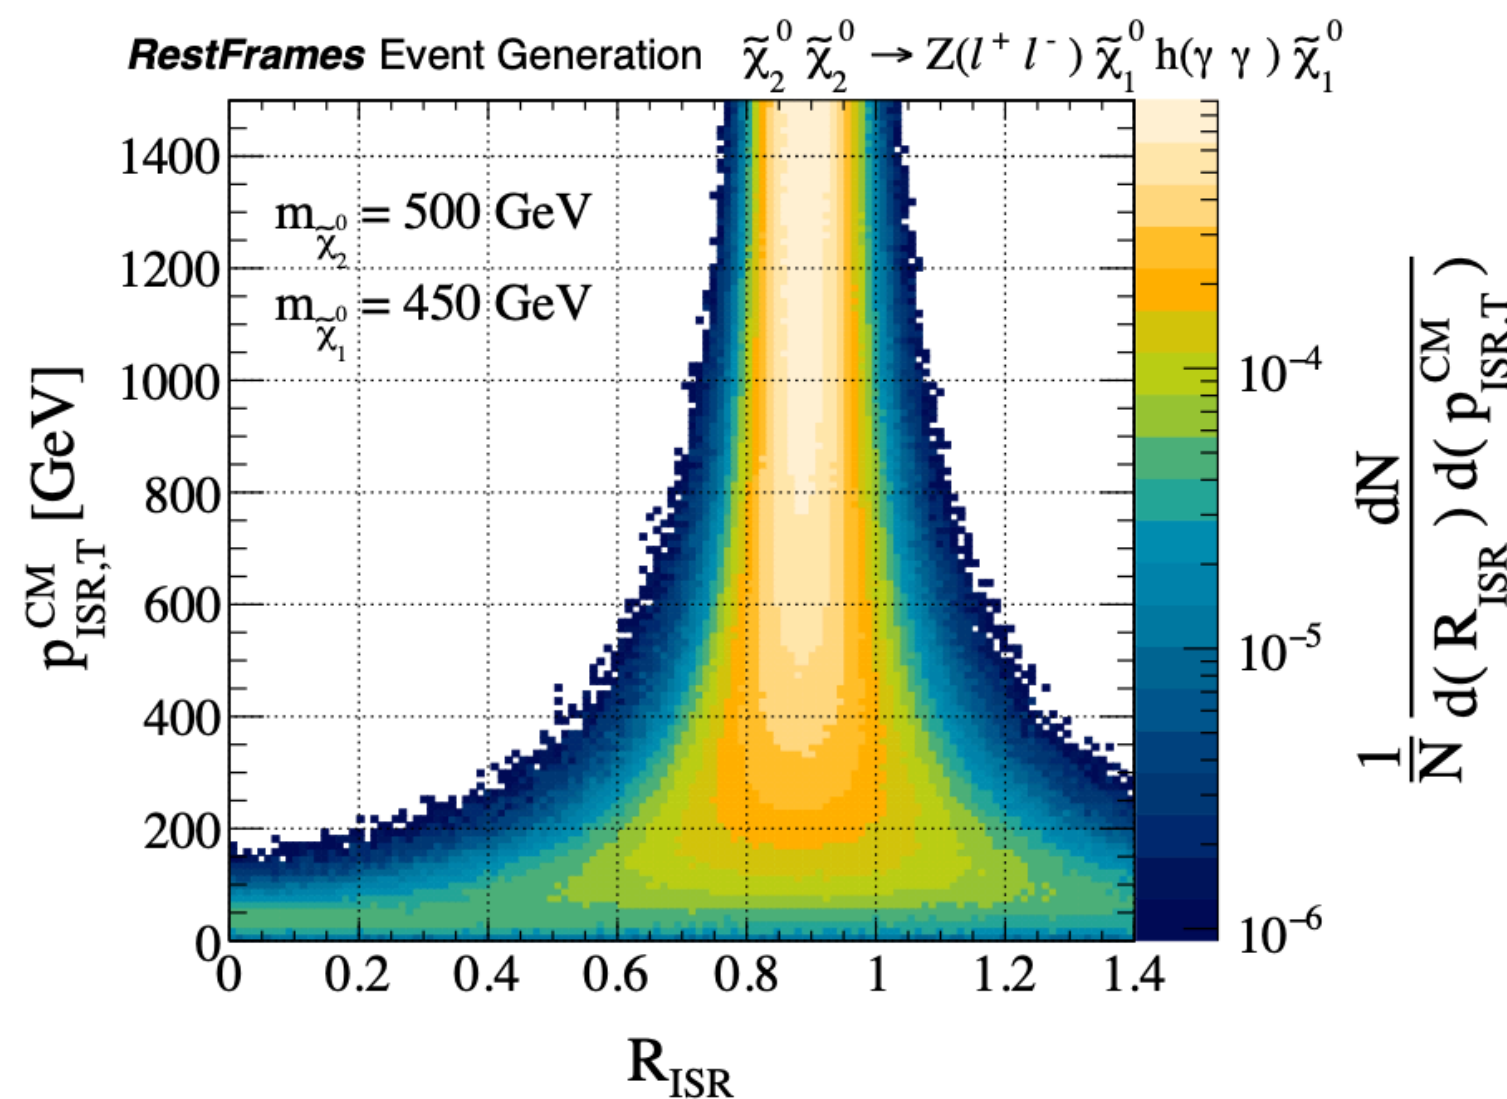 RestFrames Event Generation χ̃₂⁰ χ̃₂⁰ → Z(l⁺ l⁻) χ̃₁⁰ h(γ γ) χ̃₁⁰
m_χ̃₂⁰ = 500 GeV
m_χ̃₁⁰ = 450 GeV
1400
1200
1000
800
600
400
200
0
0 0.2 0.4 0.6 0.8 1 1.2 1.4
R_ISR
p_ISR,T^CM [GeV]
10⁻⁴
10⁻⁵
10⁻⁶
1/N dN / d( R_ISR ) d( p_ISR,T^CM )